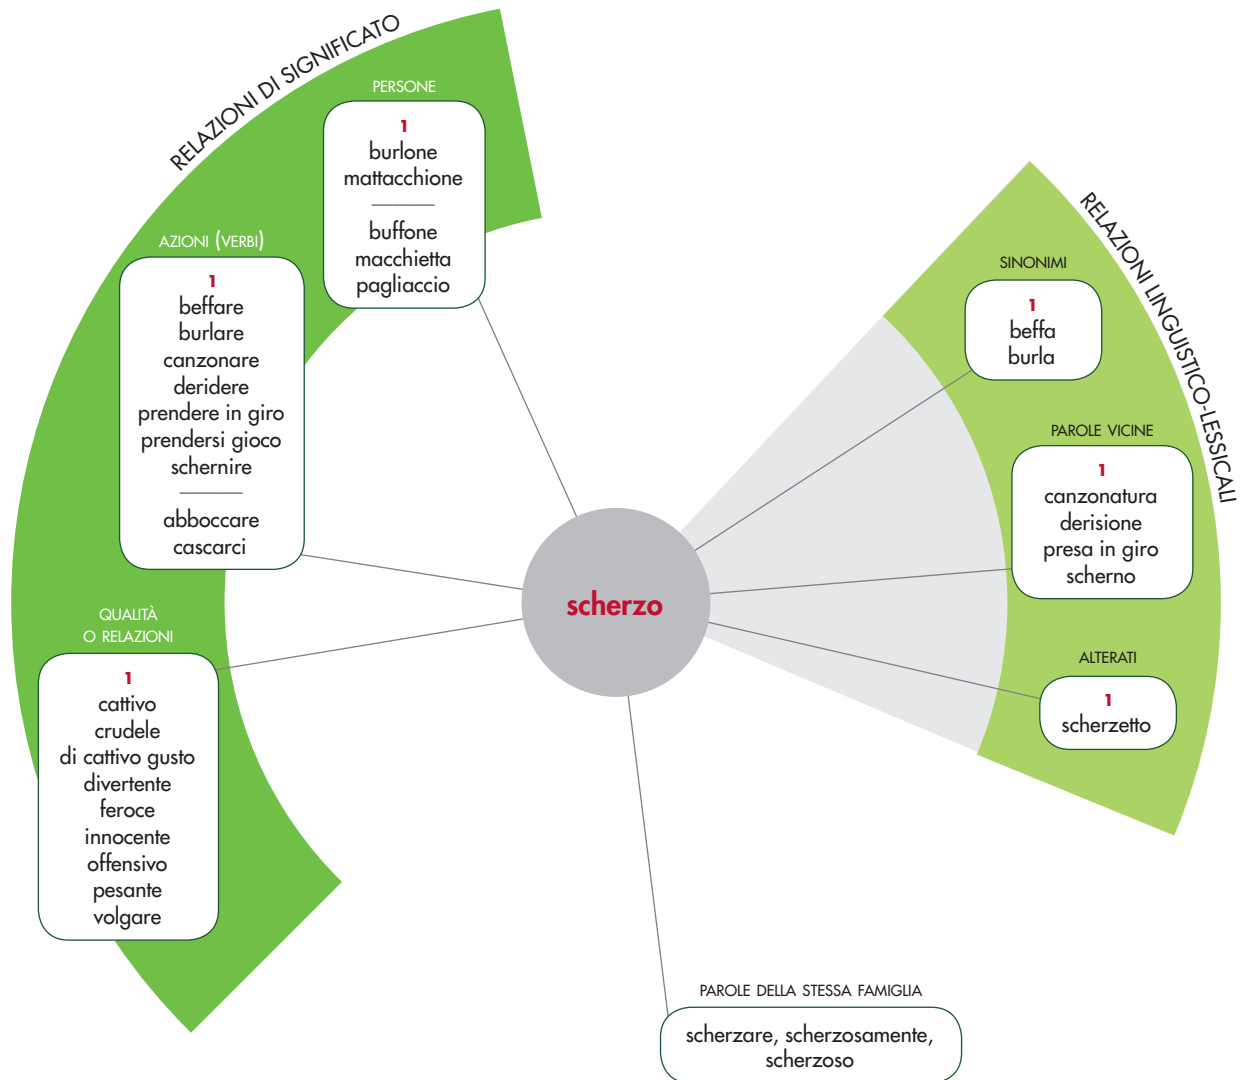 RELAZIONI DI SIGNIFICATO
PERSONE
1
burlone
mattacchione
buffone
macchietta
pagliaccio
AZIONI (VERBI)
1
beffare
burlare
canzonare
deridere
prendere in giro
prendersi gioco
schernire
abboccare
cascarci
QUALITÀ
O RELAZIONI
1
cattivo
crudele
di cattivo gusto
divertente
feroce
innocente
offensivo
pesante
volgare
scherzo
RELAZIONI LINGUISTICO-LESSICALI
SINONIMI
1
beffa
burla
PAROLE VICINE
1
canzonatura
derisione
presa in giro
scherno
ALTERATI
1
scherzetto
PAROLE DELLA STESSA FAMIGLIA
scherzare, scherzosamente,
scherzoso